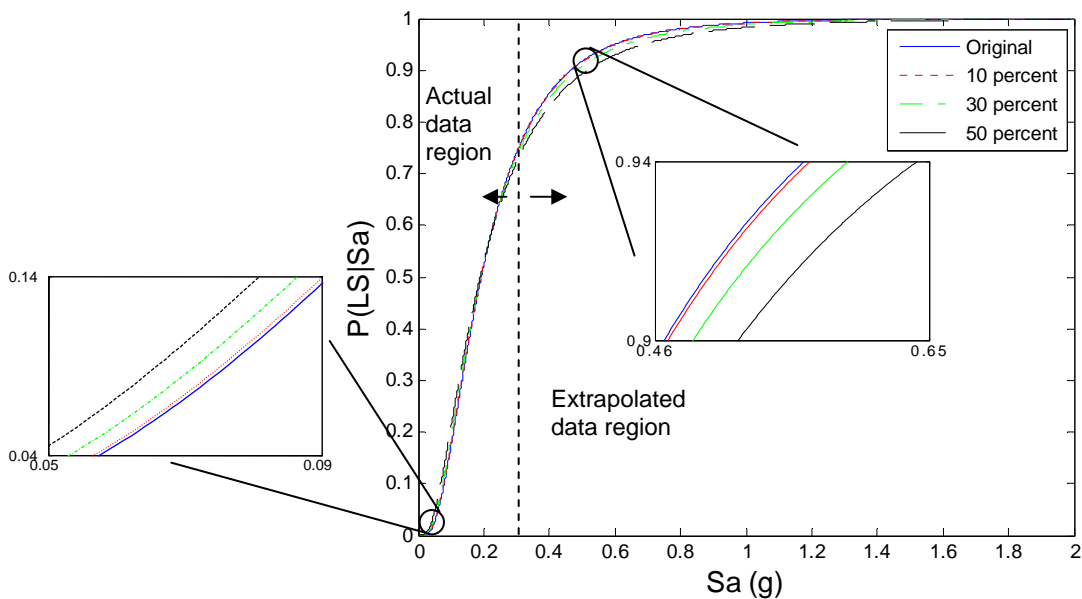 1
0.9
0.8
0.7
0.6
0.5
0.4
0.3
0.2
0.1
0
P(LS|Sa)
Actual
data
region
Original
10 percent
30 percent
50 percent
0.94
0.9
0.46
0.65
0.14
0.04
0.05
0.09
Extrapolated
data region
0
0.2
0.4
0.6
0.8
1
1.2
1.4
1.6
1.8
2
Sa (g)